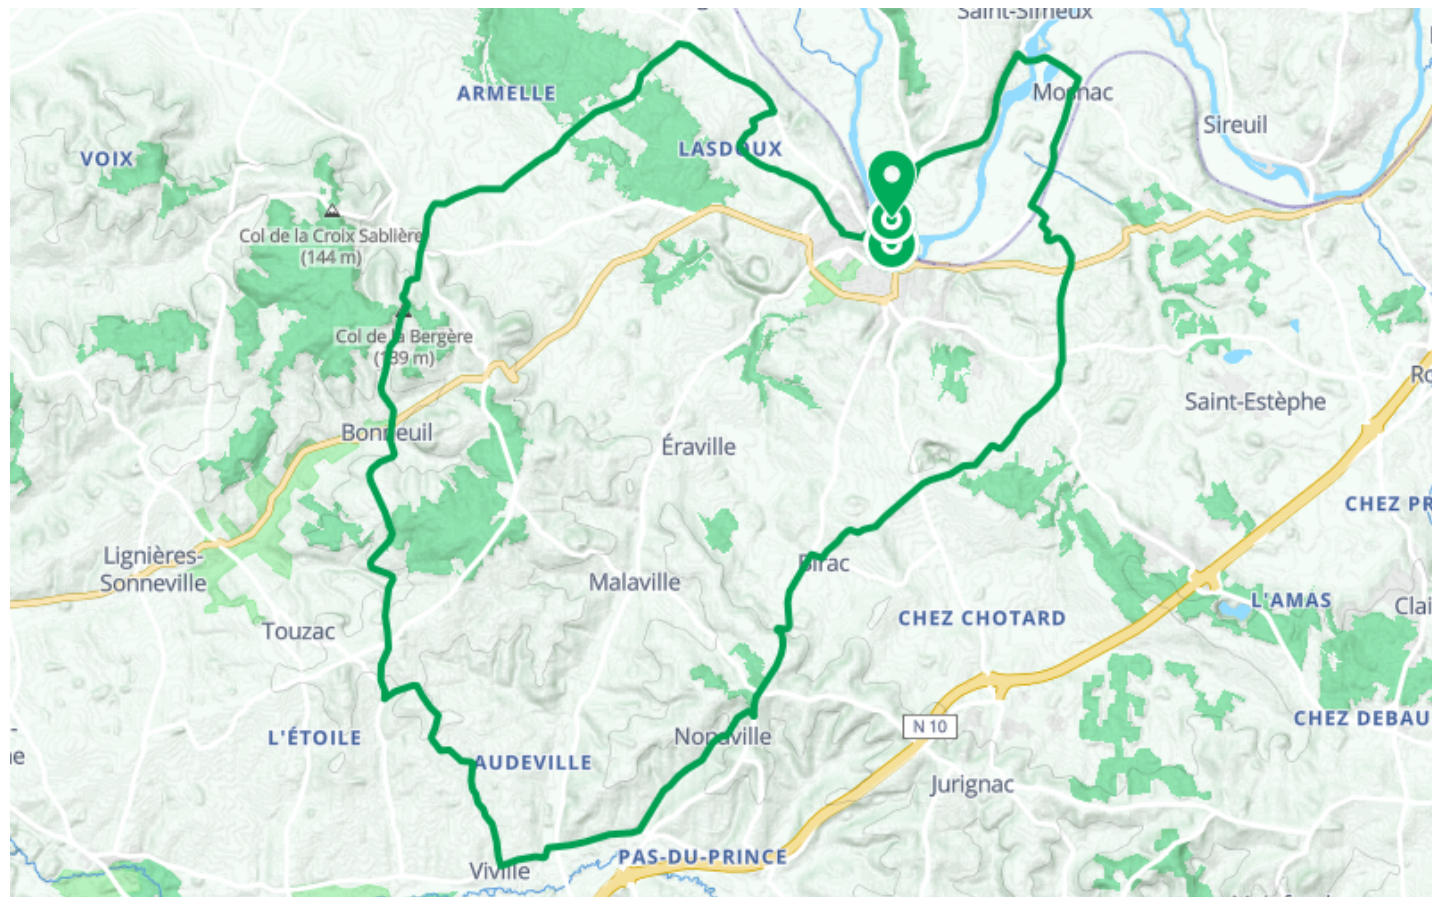 Saint-Simeux
ARMELLE
Mosnac
Sireuil
LASDOUX
VOIX
Col de la Croix Sablière
(144 m)
Col de la Bergère
(139 m)
Saint-Estèphe
Bonneuil
Éraville
CHEZ PR
Lignières-
Sonneville
Birac
Malaville
L'AMAS
Clai
CHEZ CHOTARD
Touzac
CHEZ DEBAU
N 10
L'ÉTOILE
Nonaville
AUDEVILLE
Jurignac
PAS-DU-PRINCE
Viville